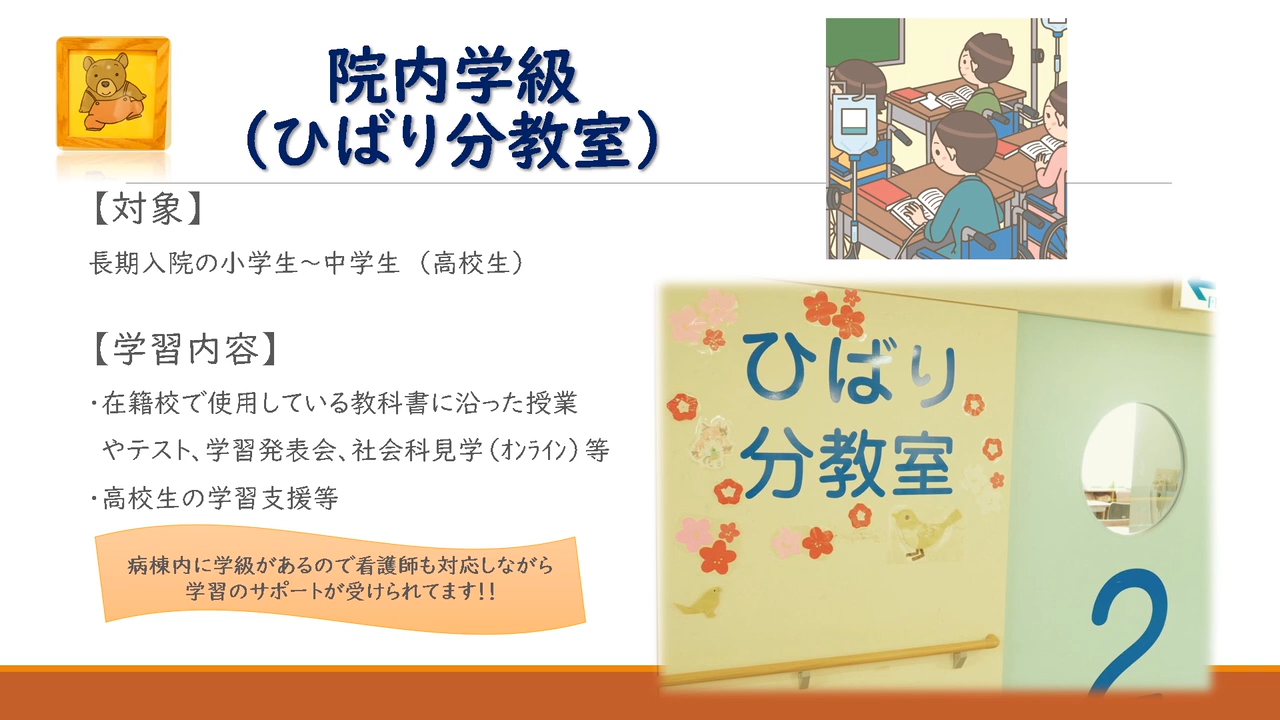 院内学級
（ひばり分教室）
【対象】
長期入院の小学生～中学生 （高校生）
【学習内容】
・在籍校で使用している教科書に沿った授業
やテスト、学習発表会、社会科見学（ｵﾝﾗｲﾝ）等
・高校生の学習支援等
病棟内に学級があるので看護師も対応しながら
学習のサポートが受けられてます!!
ひばり
分教室
2